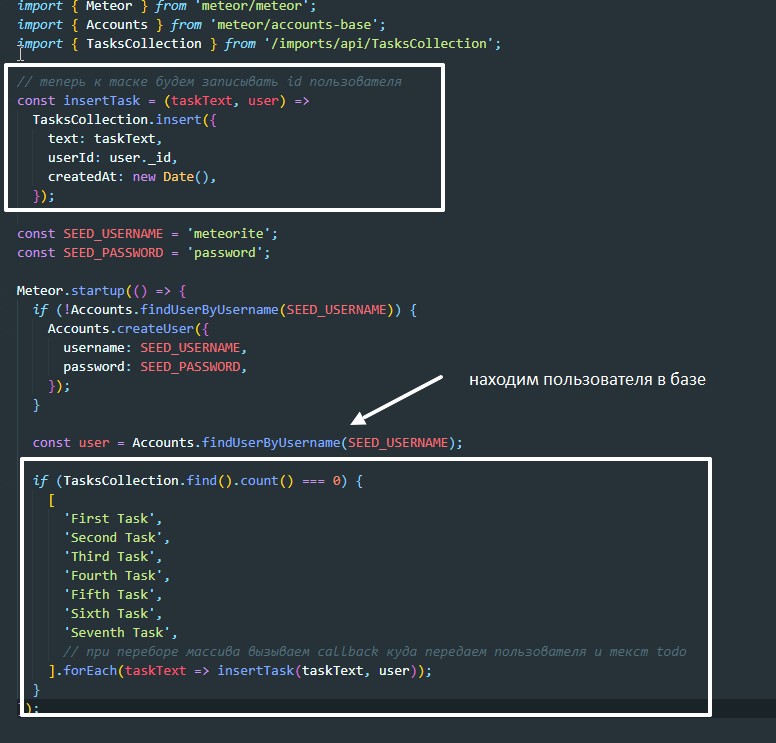 import { Meteor } from 'meteor/meteor';
import { Accounts } from 'meteor/accounts-base';
import { TasksCollection } from '/imports/api/TasksCollection';
// теперь к таске будем записывать id пользователя
const insertTask = (taskText, user) =>
TasksCollection.insert({
text: taskText,
userId: user._id,
createdAt: new Date(),
});
const SEED_USERNAME = 'meteorite';
const SEED_PASSWORD = 'password';
Meteor.startup(() => {
if (!Accounts.findUserByUsername(SEED_USERNAME)) {
Accounts.createUser({
username: SEED_USERNAME,
password: SEED_PASSWORD,
});
}
находим пользователя в базе
const user = Accounts.findUserByUsername(SEED_USERNAME);
if (TasksCollection.find().count() === 0) {
[
'First Task',
'Second Task',
'Third Task',
'Fourth Task',
'Fifth Task',
'Sixth Task',
'Seventh Task',
// при переборе массива вызываем callback куда передаем пользователя и текст todo
].forEach(taskText => insertTask(taskText, user));
}
});